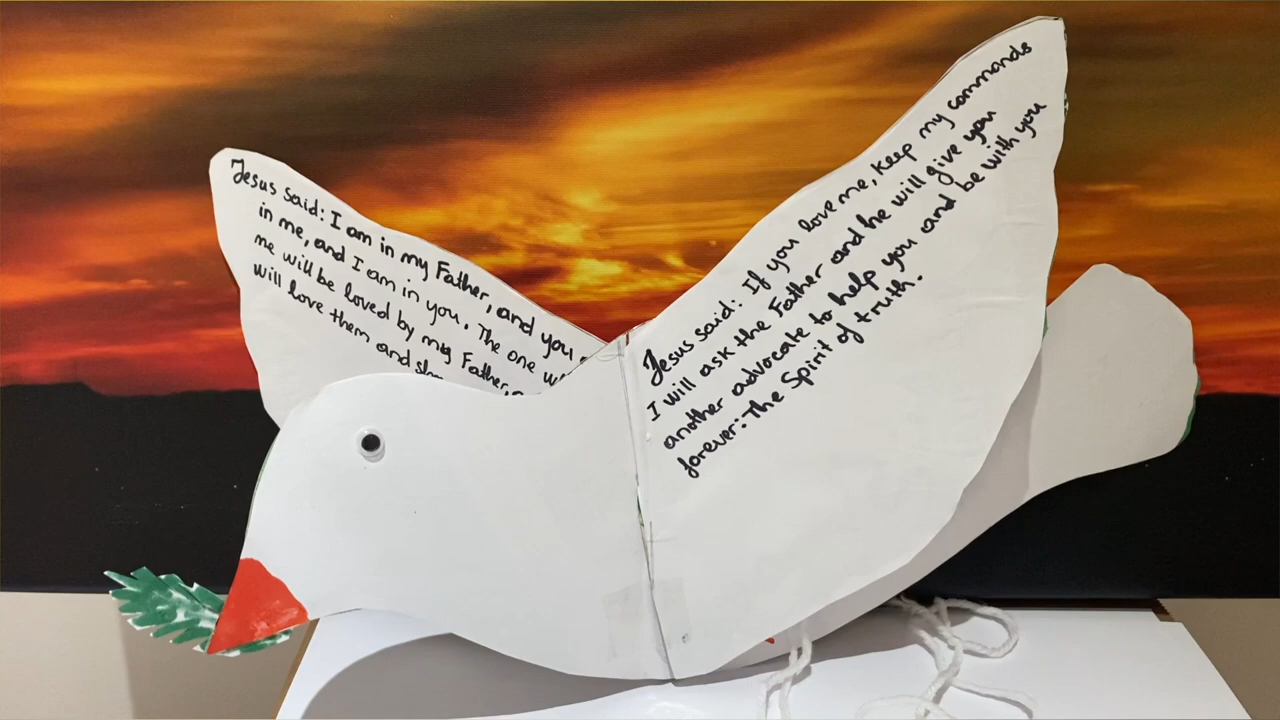 Jesus said: I am in my Father, and you
in me, and I am in you. The one
me will be loved by my Father,
will love them and
Jesus said: If you love me, keep my commands
I will ask the Father and he will give you
another advocate to help you and be with you
forever: The Spirit of truth.